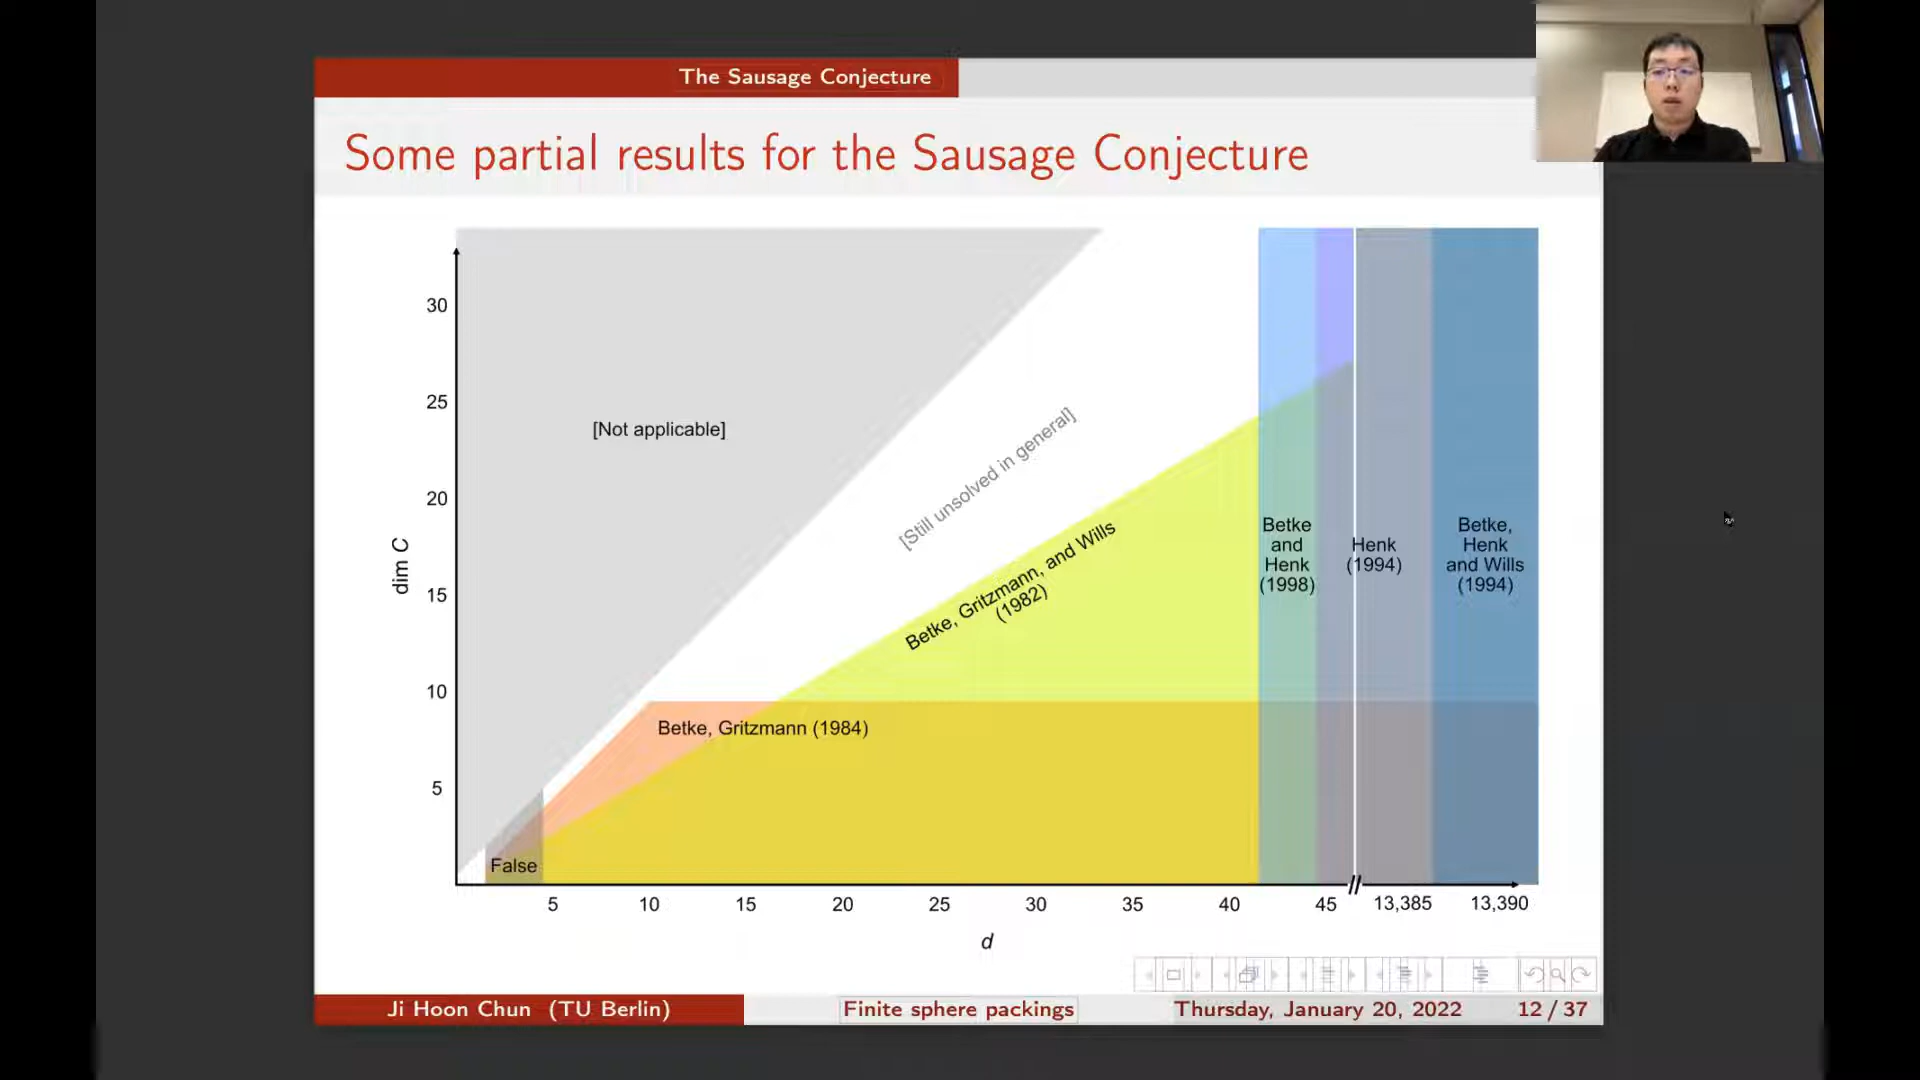 The Sausage Conjecture
Some partial results for the Sausage Conjecture
30
25
20
15
10
5
dim C
[Not applicable]
[Still unsolved in general]
Betke, Gritzmann, and Wills
(1982)
Betke, Gritzmann (1984)
False
Betke
and
Henk
(1998)
Henk
(1994)
Betke,
Henk
and Wills
(1994)
5 10 15 20 25 30 35 40 45 13,385 13,390
d
Ji Hoon Chun (TU Berlin) Finite sphere packings Thursday, January 20, 2022 12 / 37